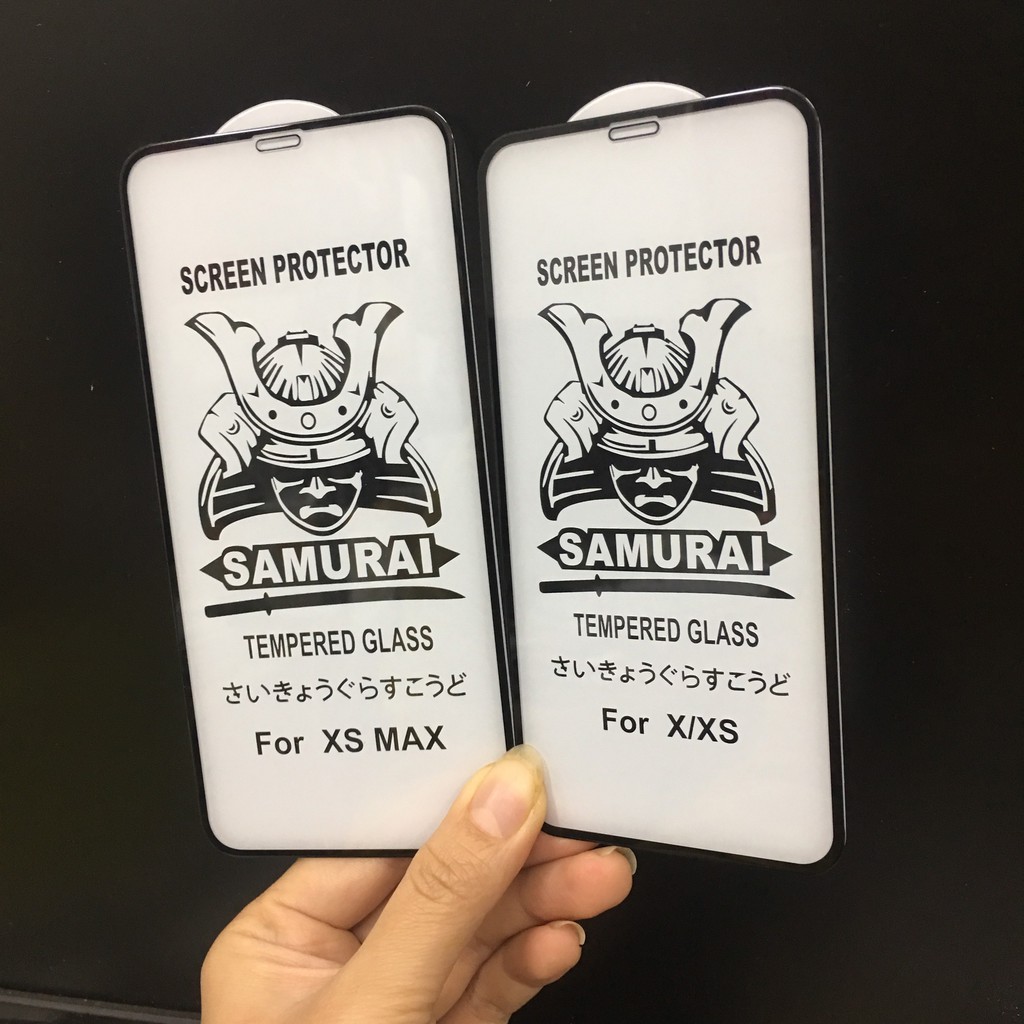 SCREEN PROTECTOR
SAMURAI
TEMPERED GLASS
さいきょうぐらすこうど
For XS MAX
SCREEN PROTECTOR
SAMURAI
TEMPERED GLASS
さいきょうぐらすこうど
For X/XS